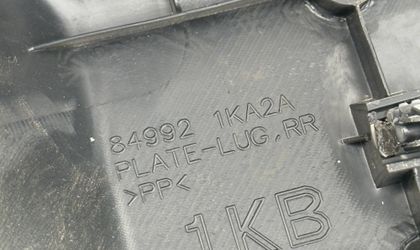 84992 1KA2A
PLATE-LUG,RR
>PP<
1KB